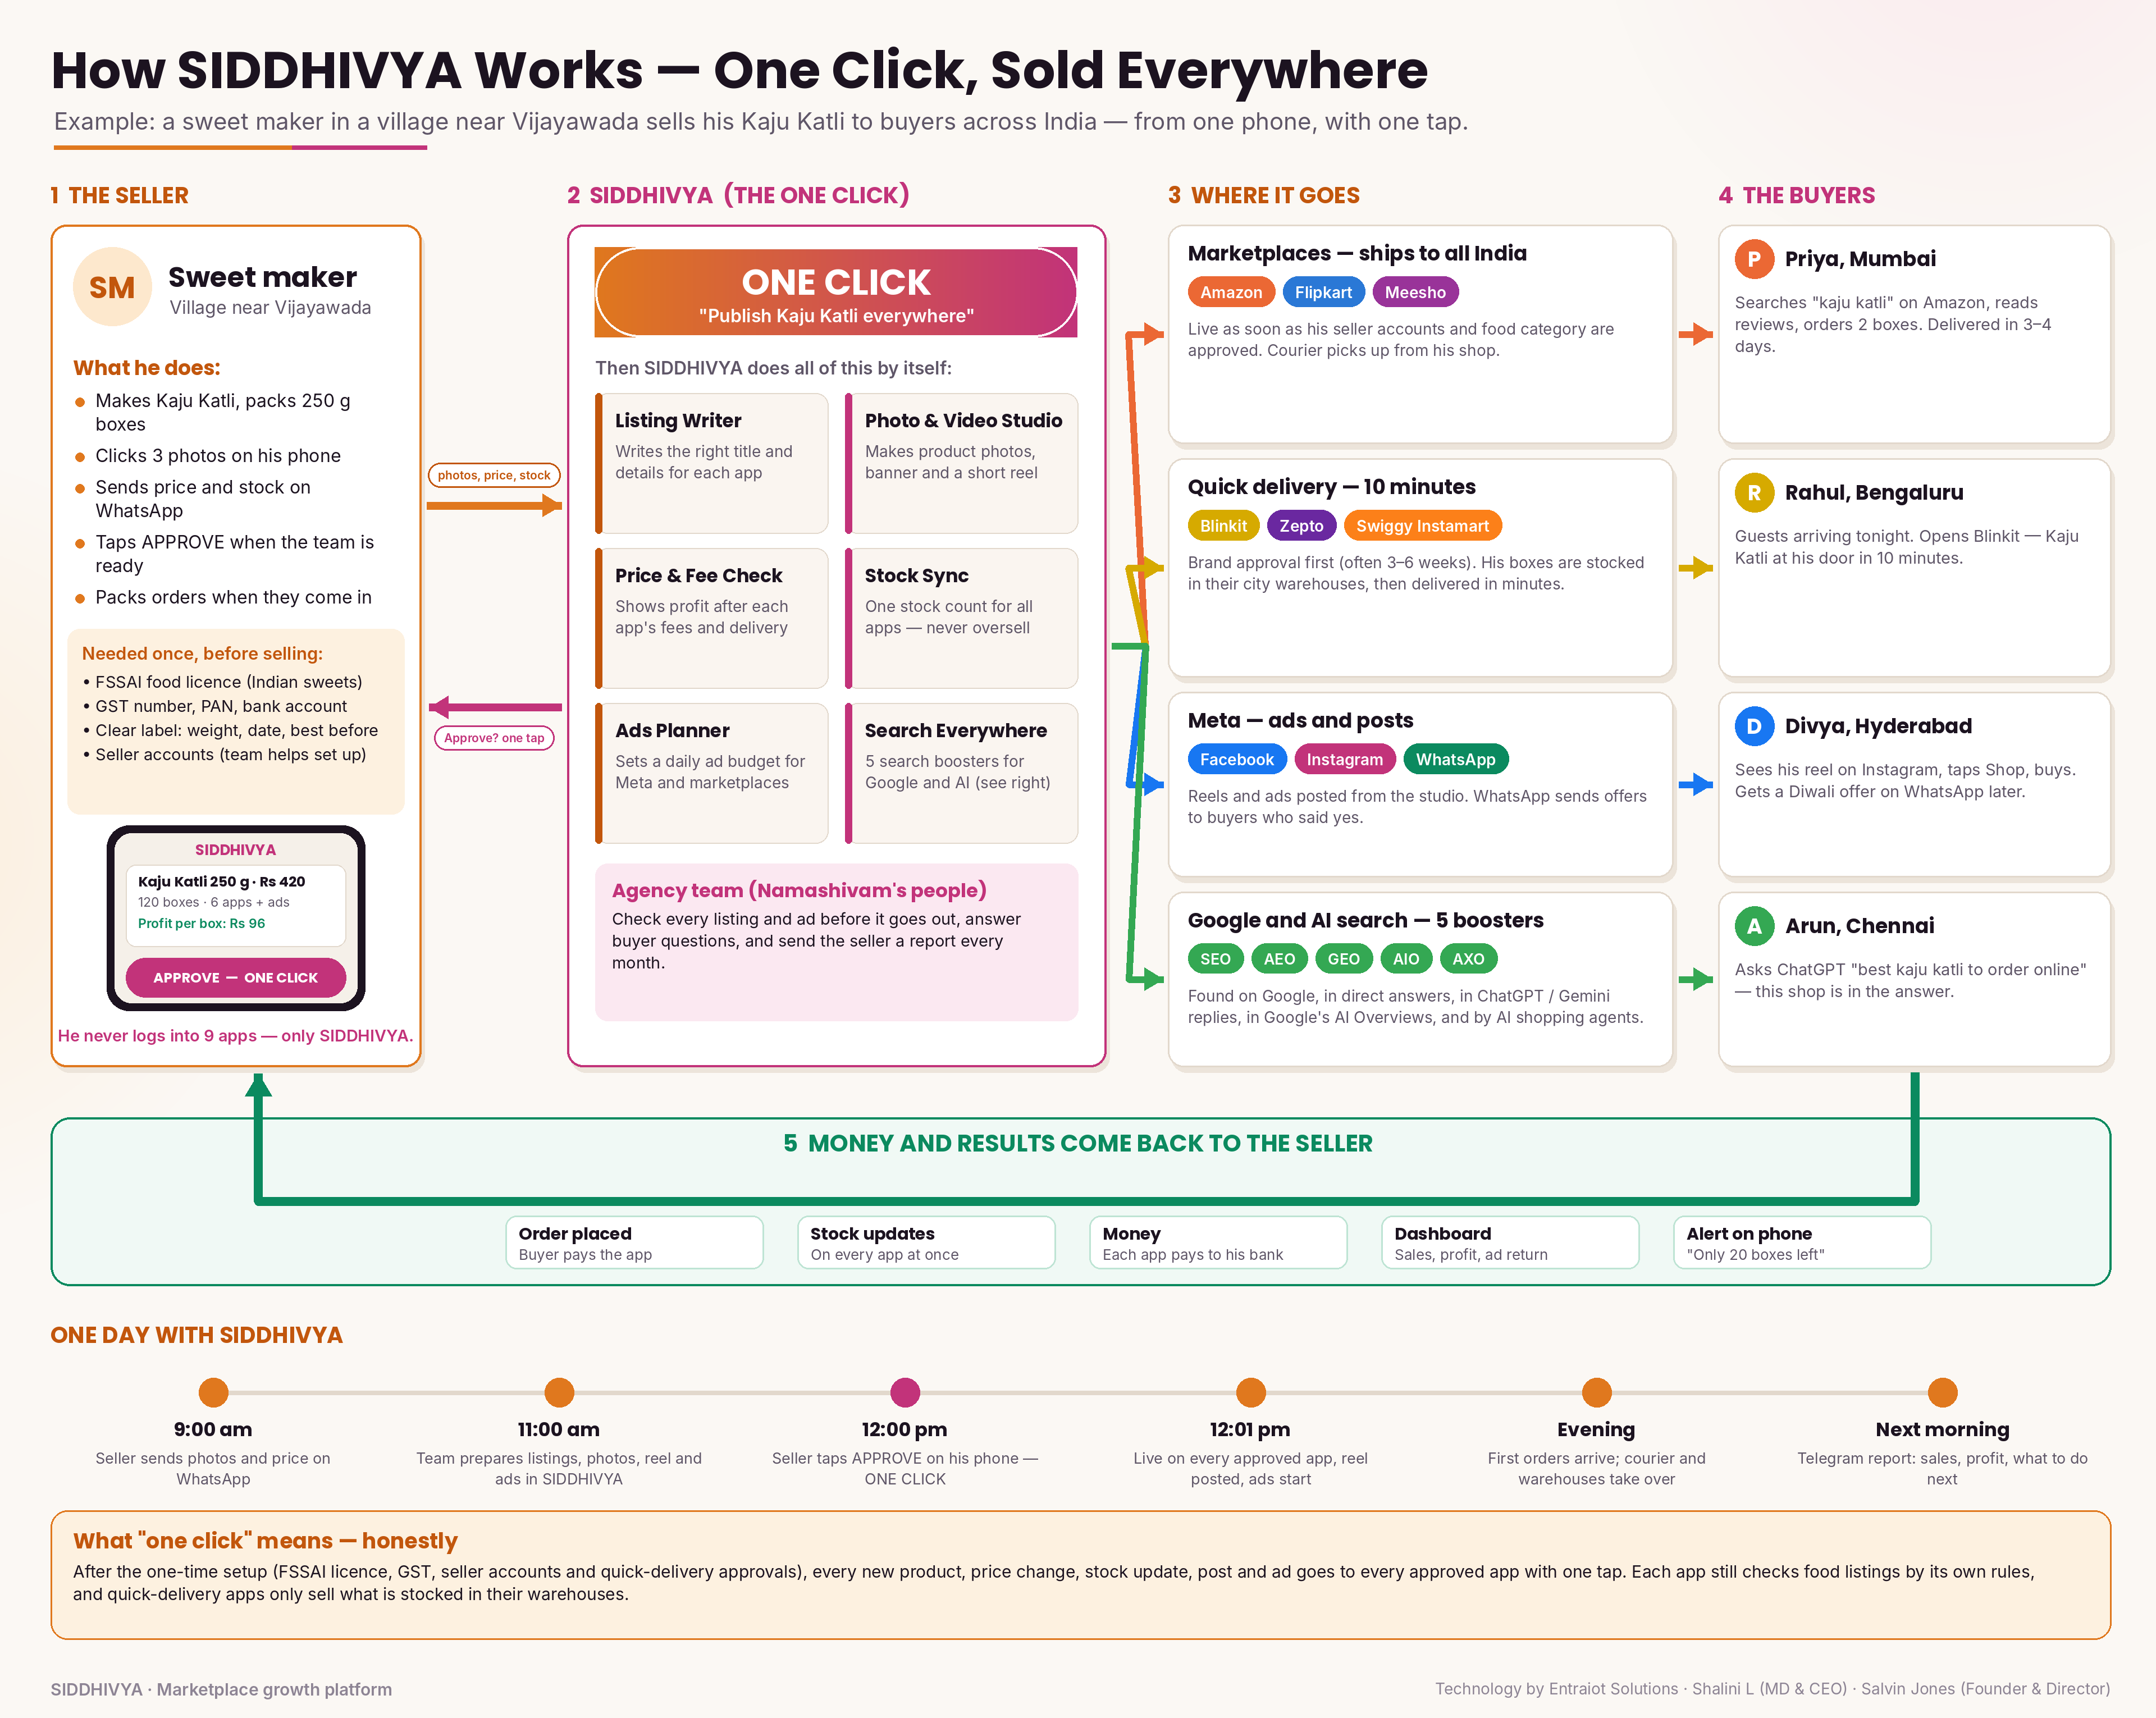 How SIDDHIVYA Works — One Click, Sold Everywhere
Example: a sweet maker in a village near Vijayawada sells his Kaju Katli to buyers across India — from one phone, with one tap.
1 THE SELLER
SM
Sweet maker
Village near Vijayawada
What he does:
Makes Kaju Katli, packs 250 g
boxes
Clicks 3 photos on his phone
Sends price and stock on
WhatsApp
Taps APPROVE when the team is
ready
Packs orders when they come in
Needed once, before selling:
• FSSAI food licence (Indian sweets)
• GST number, PAN, bank account
• Clear label: weight, date, best before
• Seller accounts (team helps set up)
SIDDHIVYA
Kaju Katli 250 g · Rs 420
120 boxes · 6 apps + ads
Profit per box: Rs 96
APPROVE — ONE CLICK
He never logs into 9 apps — only SIDDHIVYA.
photos, price, stock
Approve? one tap
2 SIDDHIVYA (THE ONE CLICK)
ONE CLICK
"Publish Kaju Katli everywhere"
Then SIDDHIVYA does all of this by itself:
Listing Writer
Writes the right title and
details for each app
Photo & Video Studio
Makes product photos,
banner and a short reel
Price & Fee Check
Shows profit after each
app's fees and delivery
Stock Sync
One stock count for all
apps — never oversell
Ads Planner
Sets a daily ad budget for
Meta and marketplaces
Search Everywhere
5 search boosters for
Google and AI (see right)
Agency team (Namashivam's people)
Check every listing and ad before it goes out, answer
buyer questions, and send the seller a report every
month.
3 WHERE IT GOES
Marketplaces — ships to all India
Amazon Flipkart Meesho
Live as soon as his seller accounts and food category are
approved. Courier picks up from his shop.
Quick delivery — 10 minutes
Blinkit Zepto Swiggy Instamart
Brand approval first (often 3–6 weeks). His boxes are stocked
in their city warehouses, then delivered in minutes.
Meta — ads and posts
Facebook Instagram WhatsApp
Reels and ads posted from the studio. WhatsApp sends offers
to buyers who said yes.
Google and AI search — 5 boosters
SEO AEO GEO AIO AXO
Found on Google, in direct answers, in ChatGPT / Gemini
replies, in Google's AI Overviews, and by AI shopping agents.
4 THE BUYERS
P Priya, Mumbai
Searches "kaju katli" on Amazon, reads
reviews, orders 2 boxes. Delivered in 3–4
days.
R Rahul, Bengaluru
Guests arriving tonight. Opens Blinkit — Kaju
Katli at his door in 10 minutes.
D Divya, Hyderabad
Sees his reel on Instagram, taps Shop, buys.
Gets a Diwali offer on WhatsApp later.
A Arun, Chennai
Asks ChatGPT "best kaju katli to order online"
— this shop is in the answer.
5 MONEY AND RESULTS COME BACK TO THE SELLER
Order placed
Buyer pays the app
Stock updates
On every app at once
Money
Each app pays to his bank
Dashboard
Sales, profit, ad return
Alert on phone
"Only 20 boxes left"
ONE DAY WITH SIDDHIVYA
9:00 am
Seller sends photos and price on
WhatsApp
11:00 am
Team prepares listings, photos, reel and
ads in SIDDHIVYA
12:00 pm
Seller taps APPROVE on his phone —
ONE CLICK
12:01 pm
Live on every approved app, reel
posted, ads start
Evening
First orders arrive; courier and
warehouses take over
Next morning
Telegram report: sales, profit, what to do
next
What "one click" means — honestly
After the one-time setup (FSSAI licence, GST, seller accounts and quick-delivery approvals), every new product, price change, stock update, post and ad goes to every approved app with one tap. Each app still checks food listings by its own rules,
and quick-delivery apps only sell what is stocked in their warehouses.
SIDDHIVYA · Marketplace growth platform
Technology by Entraiot Solutions · Shalini L (MD & CEO) · Salvin Jones (Founder & Director)